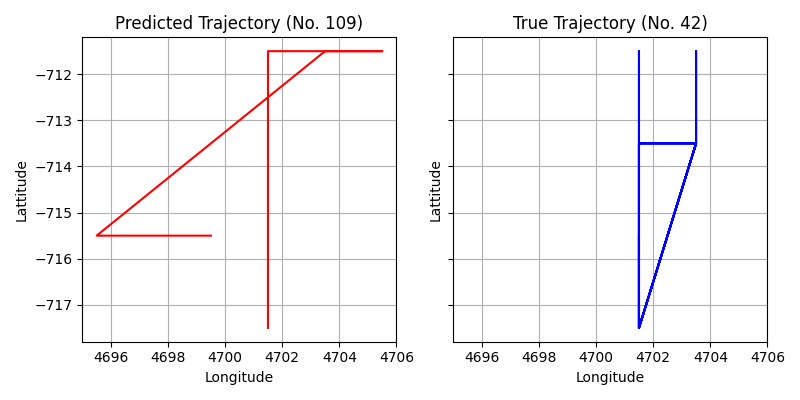 Predicted Trajectory (No. 109)
True Trajectory (No. 42)
Lattitude
−712
−713
−714
−715
−716
−717
4696 4698 4700 4702 4704 4706
Longitude
Lattitude
4696 4698 4700 4702 4704 4706
Longitude